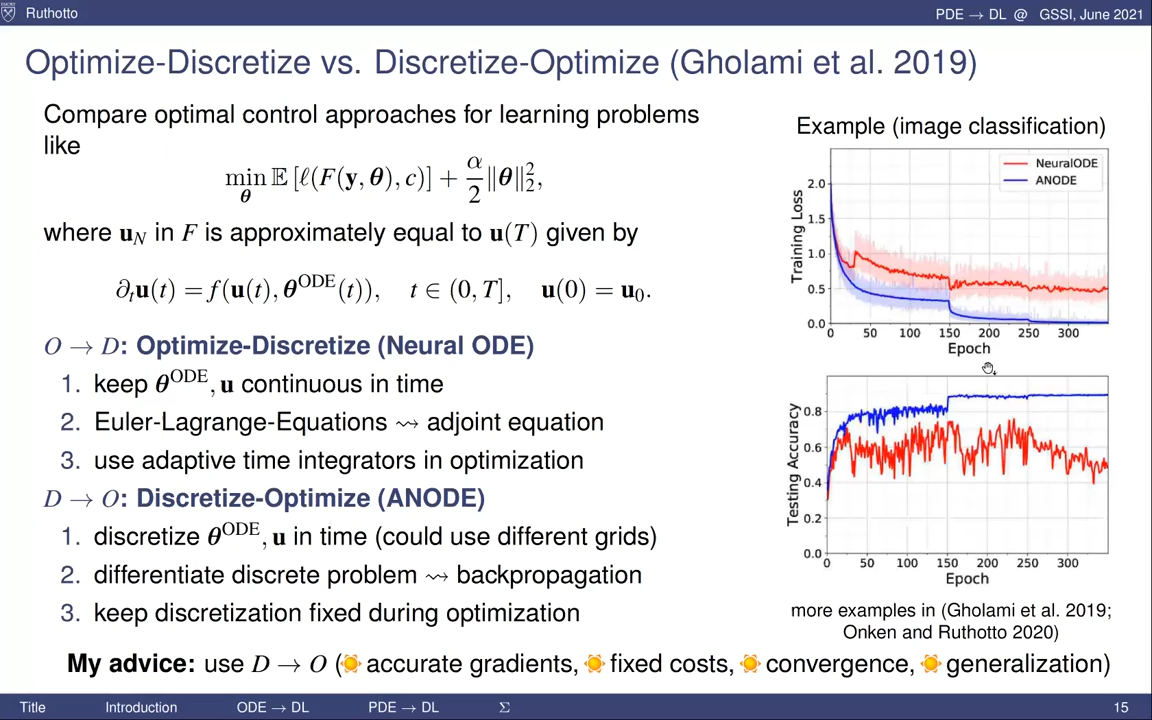 Ruthotto
PDE → DL @ GSSI, June 2021
Optimize-Discretize vs. Discretize-Optimize (Gholami et al. 2019)
Compare optimal control approaches for learning problems
like
min_θ 𝔼 [ℓ(F(y, θ), c)] + α/2 ‖θ‖²₂,
where u_N in F is approximately equal to u(T) given by
∂_t u(t) = f(u(t), θ^ODE(t)), t ∈ (0, T], u(0) = u₀.
O → D: Optimize-Discretize (Neural ODE)
1. keep θ^ODE, u continuous in time
2. Euler-Lagrange-Equations ⇝ adjoint equation
3. use adaptive time integrators in optimization
D → O: Discretize-Optimize (ANODE)
1. discretize θ^ODE, u in time (could use different grids)
2. differentiate discrete problem ⇝ backpropagation
3. keep discretization fixed during optimization
Example (image classification)
NeuralODE
ANODE
Training Loss
2.0
1.5
1.0
0.5
0.0
0 50 100 150 200 250 300
Epoch
Testing Accuracy
0.8
0.6
0.4
0.2
0.0
0 50 100 150 200 250 300
Epoch
more examples in (Gholami et al. 2019;
Onken and Ruthotto 2020)
My advice: use D → O (accurate gradients, fixed costs, convergence, generalization)
Title Introduction ODE → DL PDE → DL Σ 15